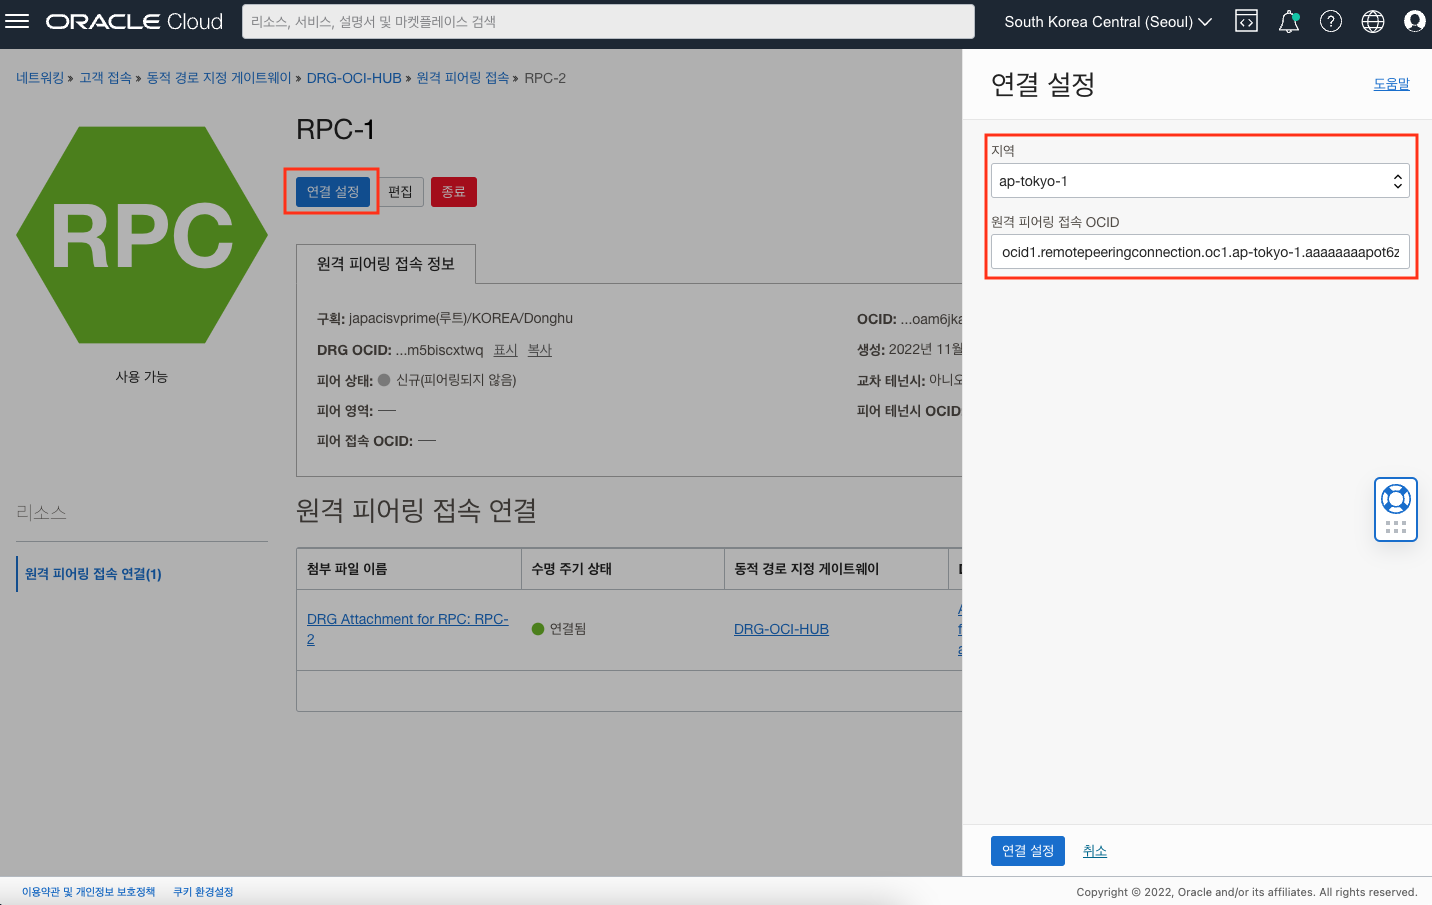 ORACLE Cloud
리소스, 서비스, 설명서 및 마켓플레이스 검색
South Korea Central (Seoul)
네트워킹 » 고객 접속 » 동적 경로 지정 게이트웨이 » DRG-OCI-HUB » 원격 피어링 접속 » RPC-2
RPC
사용 가능
RPC-1
연결 설정
편집
종료
원격 피어링 접속 정보
구획: japacisvprime(루트)/KOREA/Donghu
DRG OCID: ...m5biscxtwq 표시 복사
피어 상태: 신규(피어링되지 않음)
피어 영역: —
피어 접속 OCID: —
OCID: ...oam6jka
생성: 2022년 11월
교차 테넌시: 아니오
피어 테넌시 OCID
리소스
원격 피어링 접속 연결(1)
원격 피어링 접속 연결
첨부 파일 이름
수명 주기 상태
동적 경로 지정 게이트웨이
DRG Attachment for RPC: RPC-
2
연결됨
DRG-OCI-HUB
연결 설정
도움말
지역
ap-tokyo-1
원격 피어링 접속 OCID
ocid1.remotepeeringconnection.oc1.ap-tokyo-1.aaaaaaaapot6z
연결 설정
취소
이용약관 및 개인정보 보호정책
쿠키 환경설정
Copyright © 2022, Oracle and/or its affiliates. All rights reserved.